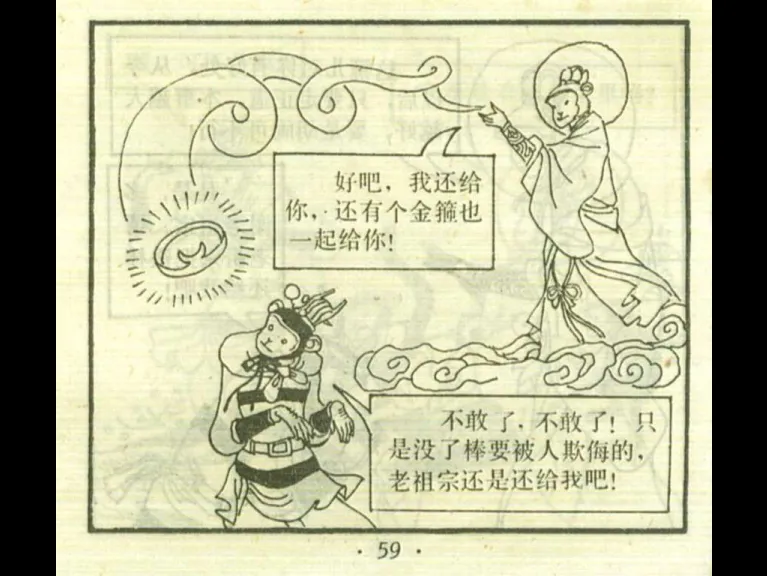 好吧，我还给
你，还有个金箍也
一起给你！
不敢了，不敢了！只
是没了棒要被人欺侮的，
老祖宗还是还给我吧！
· 59 ·